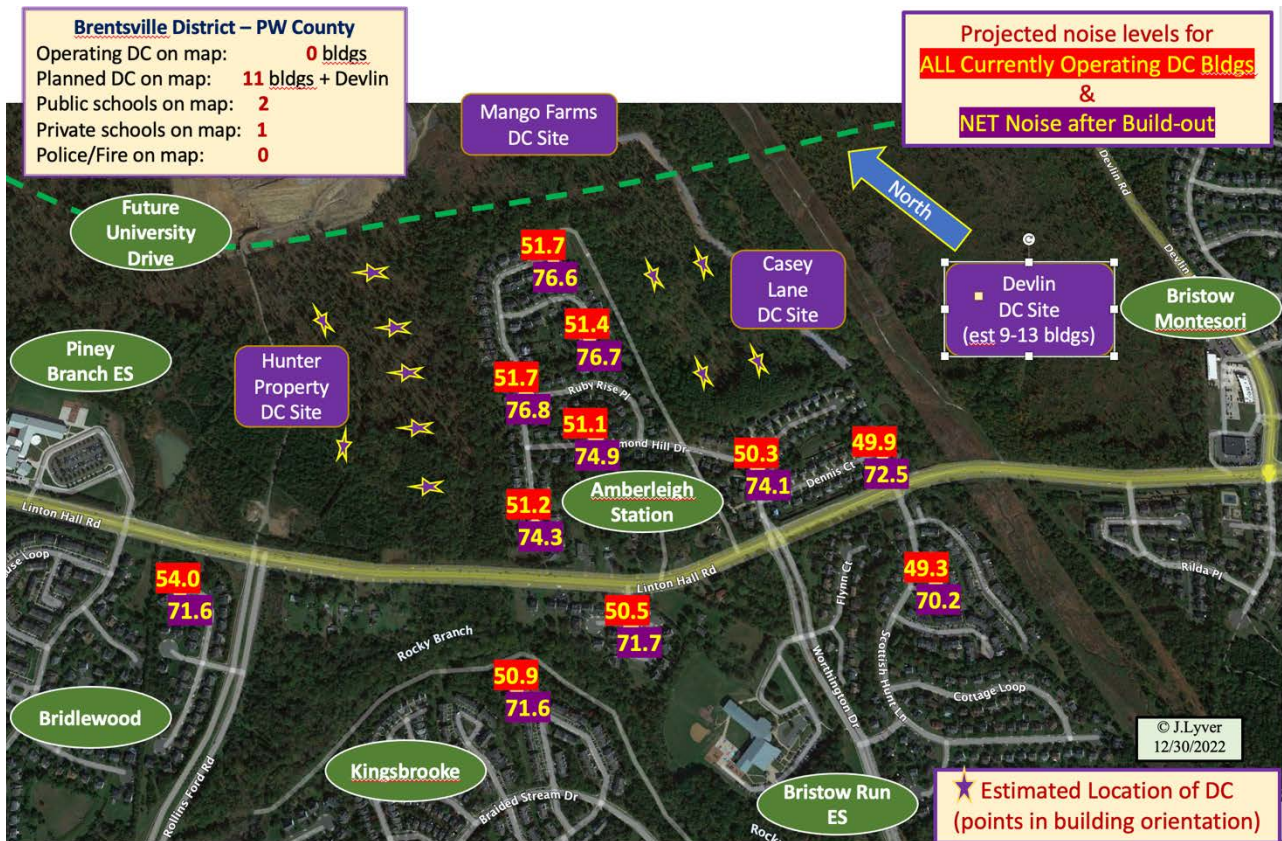 Brentsville District – PW County
Operating DC on map: 0 bldgs
Planned DC on map: 11 bldgs + Devlin
Public schools on map: 2
Private schools on map: 1
Police/Fire on map: 0
Projected noise levels for
ALL Currently Operating DC Bldgs
&
NET Noise after Build-out
Mango Farms
DC Site
North
Devlin Rd
Devlin
Future
University
Drive
51.7
76.6
Casey
Lane
DC Site
Devlin
DC Site
(est 9-13 bldgs)
Bristow
Montesori
Piney
Branch ES
Hunter
Property
DC Site
51.4
76.7
51.7
76.8
Ruby Rise Pl
51.1
74.9
mond Hill Dr
50.3
74.1
49.9
72.5
Dennis Ct
Amberleigh
Station
51.2
74.3
Linton Hall Rd
use Loop
54.0
71.6
Linton Hall Rd
50.5
71.7
Flynn Ct
49.3
70.2
Rilda Pl
Rocky Branch
50.9
71.6
Worthington Dr
Scottish Hunt Ln
Cottage Loop
Bridlewood
Rollins Ford Rd
Kingsbrooke
Braided Stream Dr
Bristow Run
ES
Rocky
© J.Lyver
12/30/2022
Estimated Location of DC
(points in building orientation)